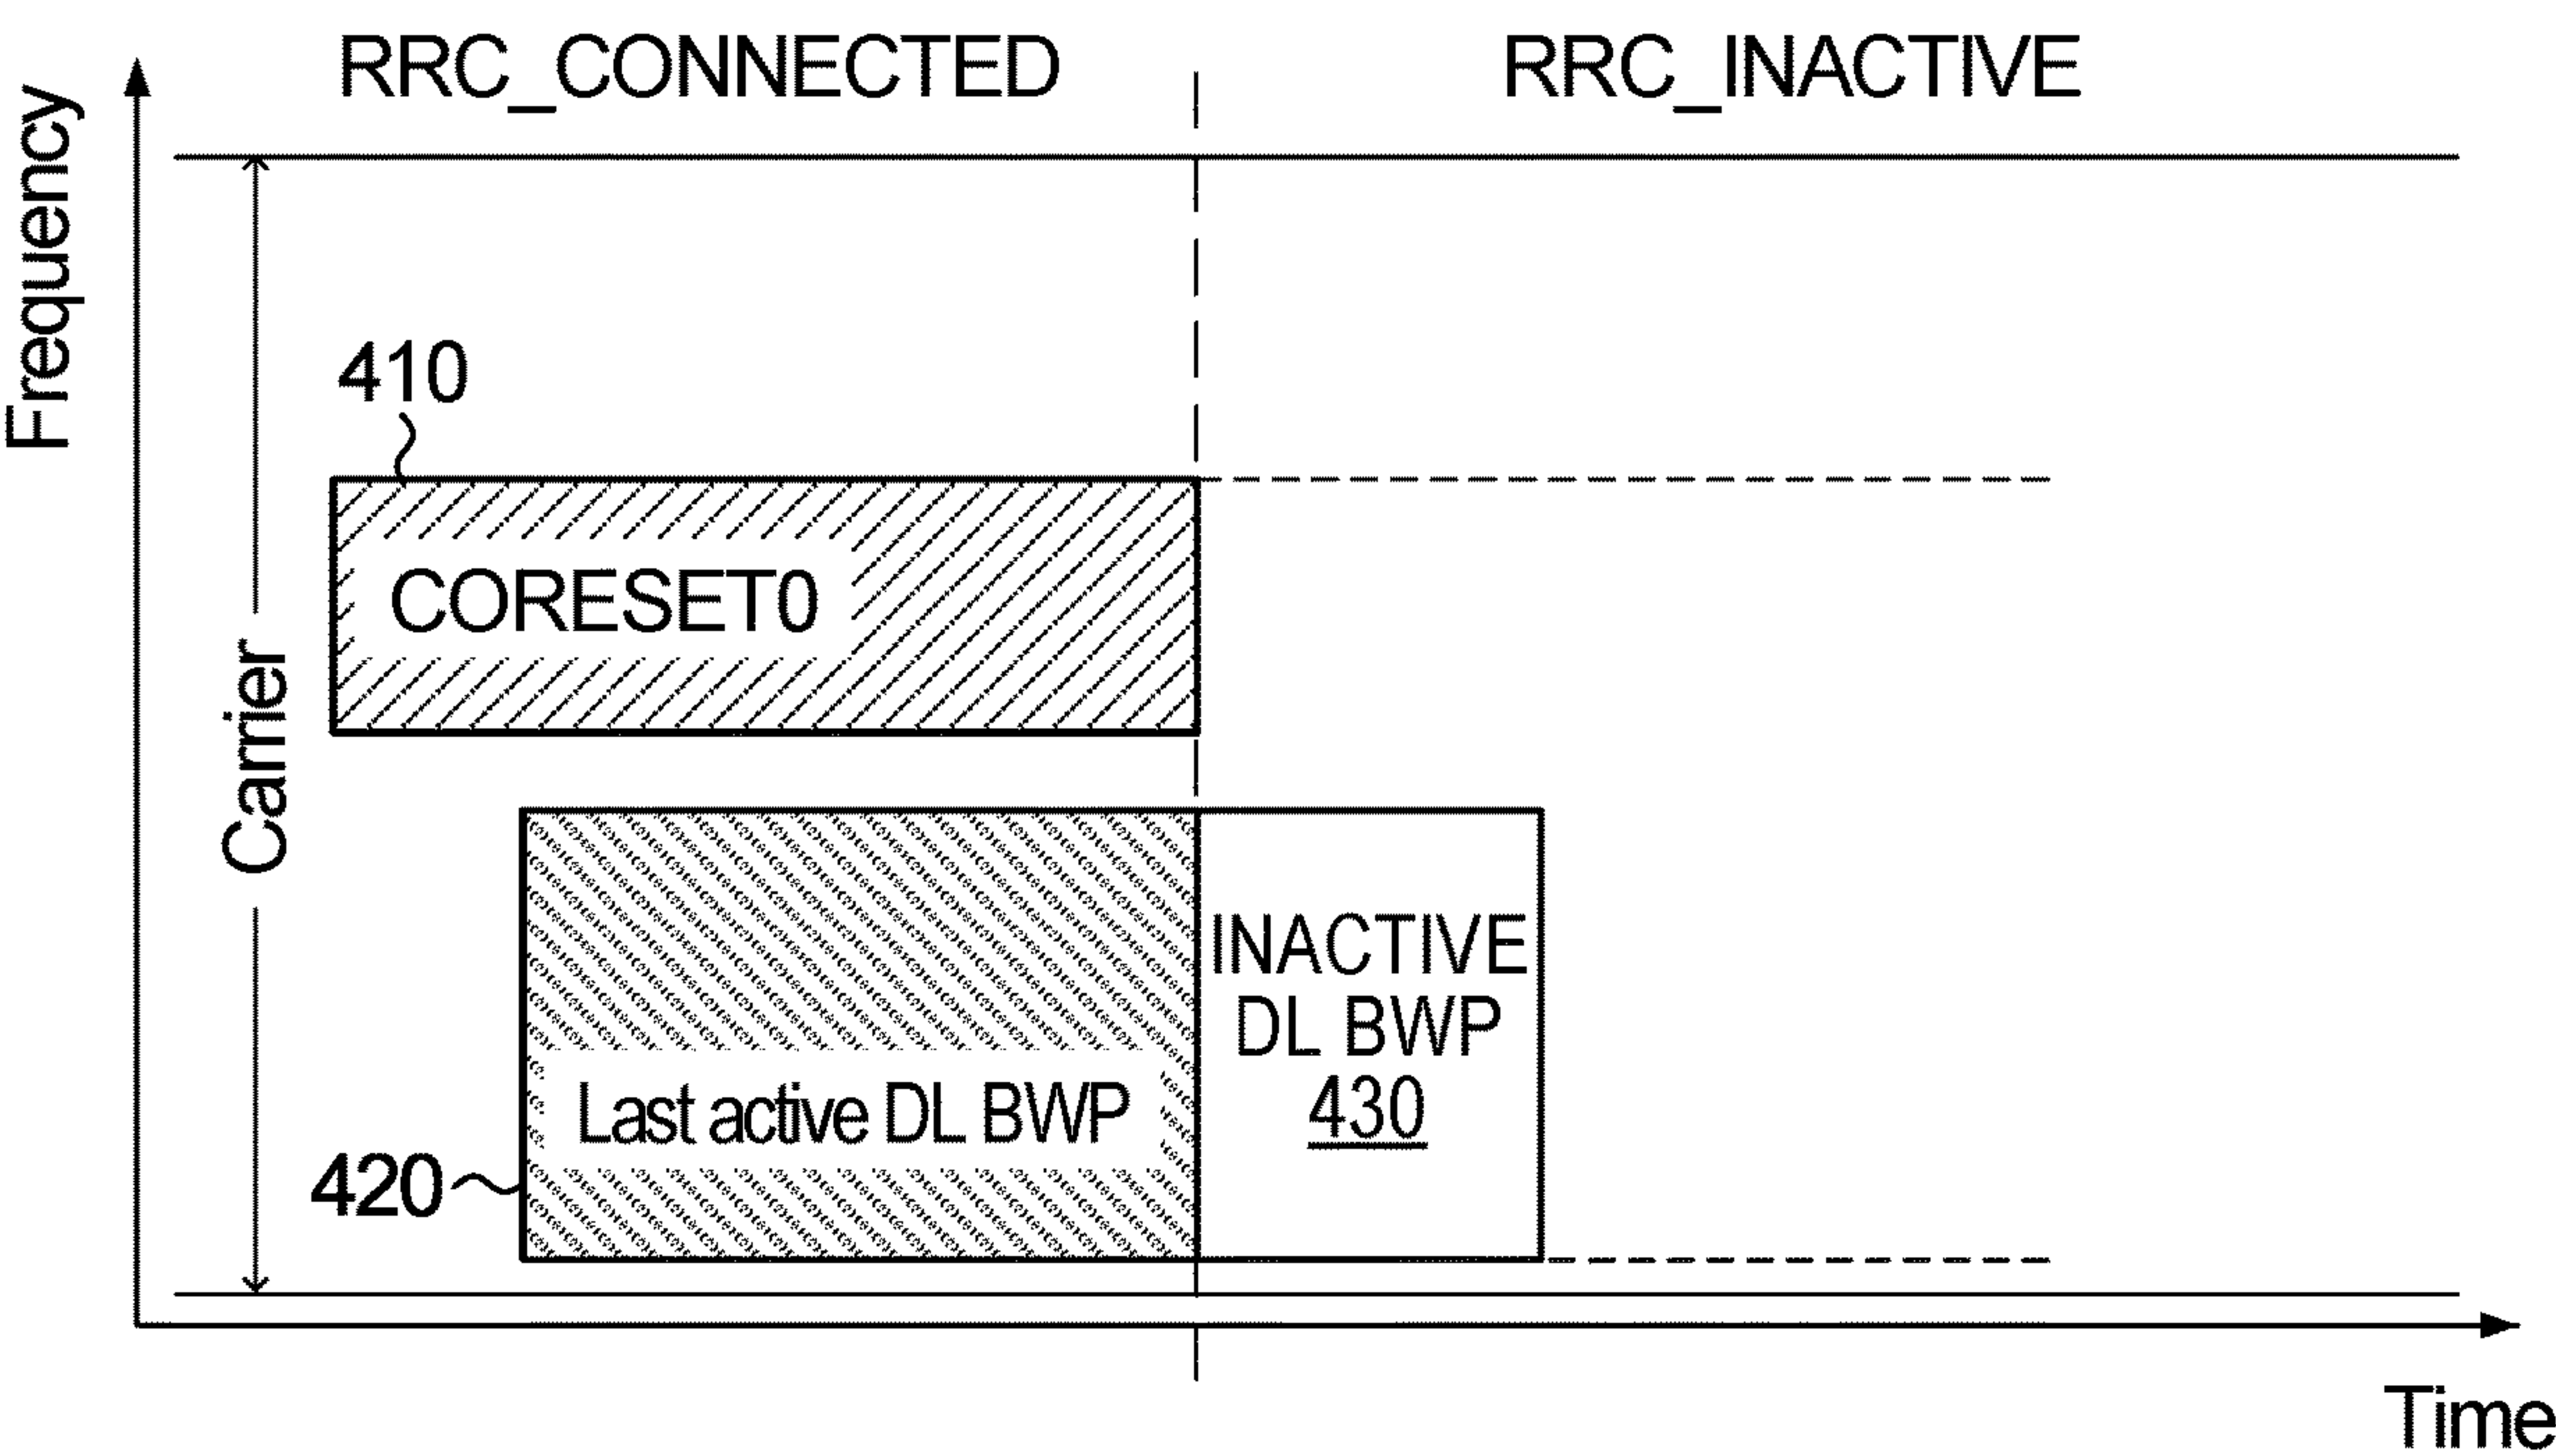 RRC_CONNECTED
RRC_INACTIVE
Frequency
410
CORESET0
Carrier
INACTIVE
DL BWP
430
Last active DL BWP
420
Time